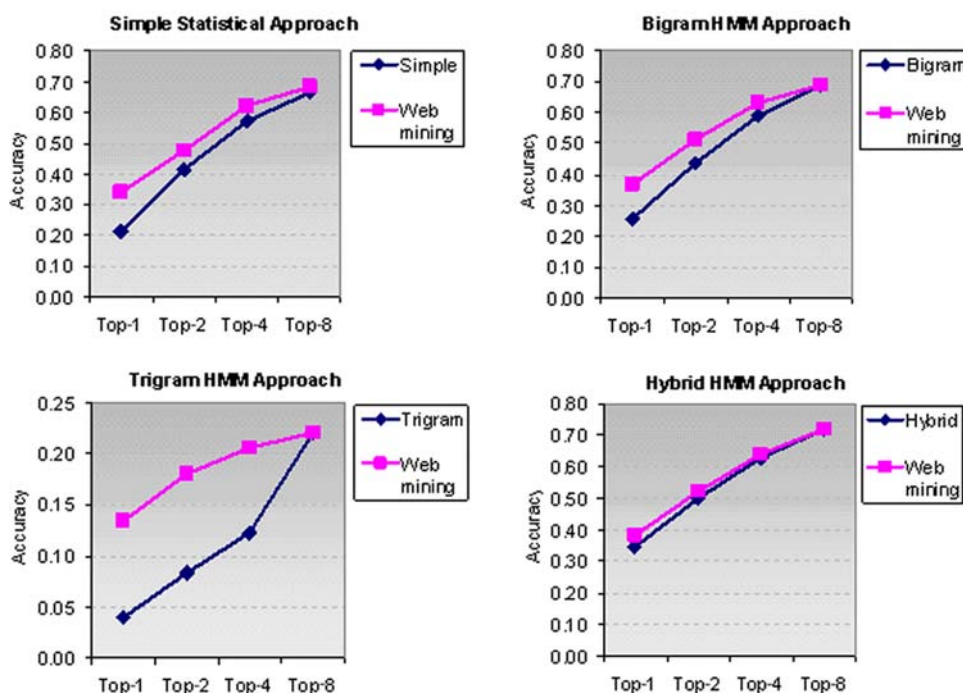 Simple Statistical Approach
0.80
0.70
0.60
0.50
0.40
0.30
0.20
0.10
0.00
Accuracy
Top-1 Top-2 Top-4 Top-8
Simple
Web
mining
Bigram HMM Approach
0.80
0.70
0.60
0.50
0.40
0.30
0.20
0.10
0.00
Accuracy
Top-1 Top-2 Top-4 Top-8
Bigram
Web
mining
Trigram HMM Approach
0.25
0.20
0.15
0.10
0.05
0.00
Accuracy
Top-1 Top-2 Top-4 Top-8
Trigram
Web
mining
Hybrid HMM Approach
0.80
0.70
0.60
0.50
0.40
0.30
0.20
0.10
0.00
Accuracy
Top-1 Top-2 Top-4 Top-8
Hybrid
Web
mining